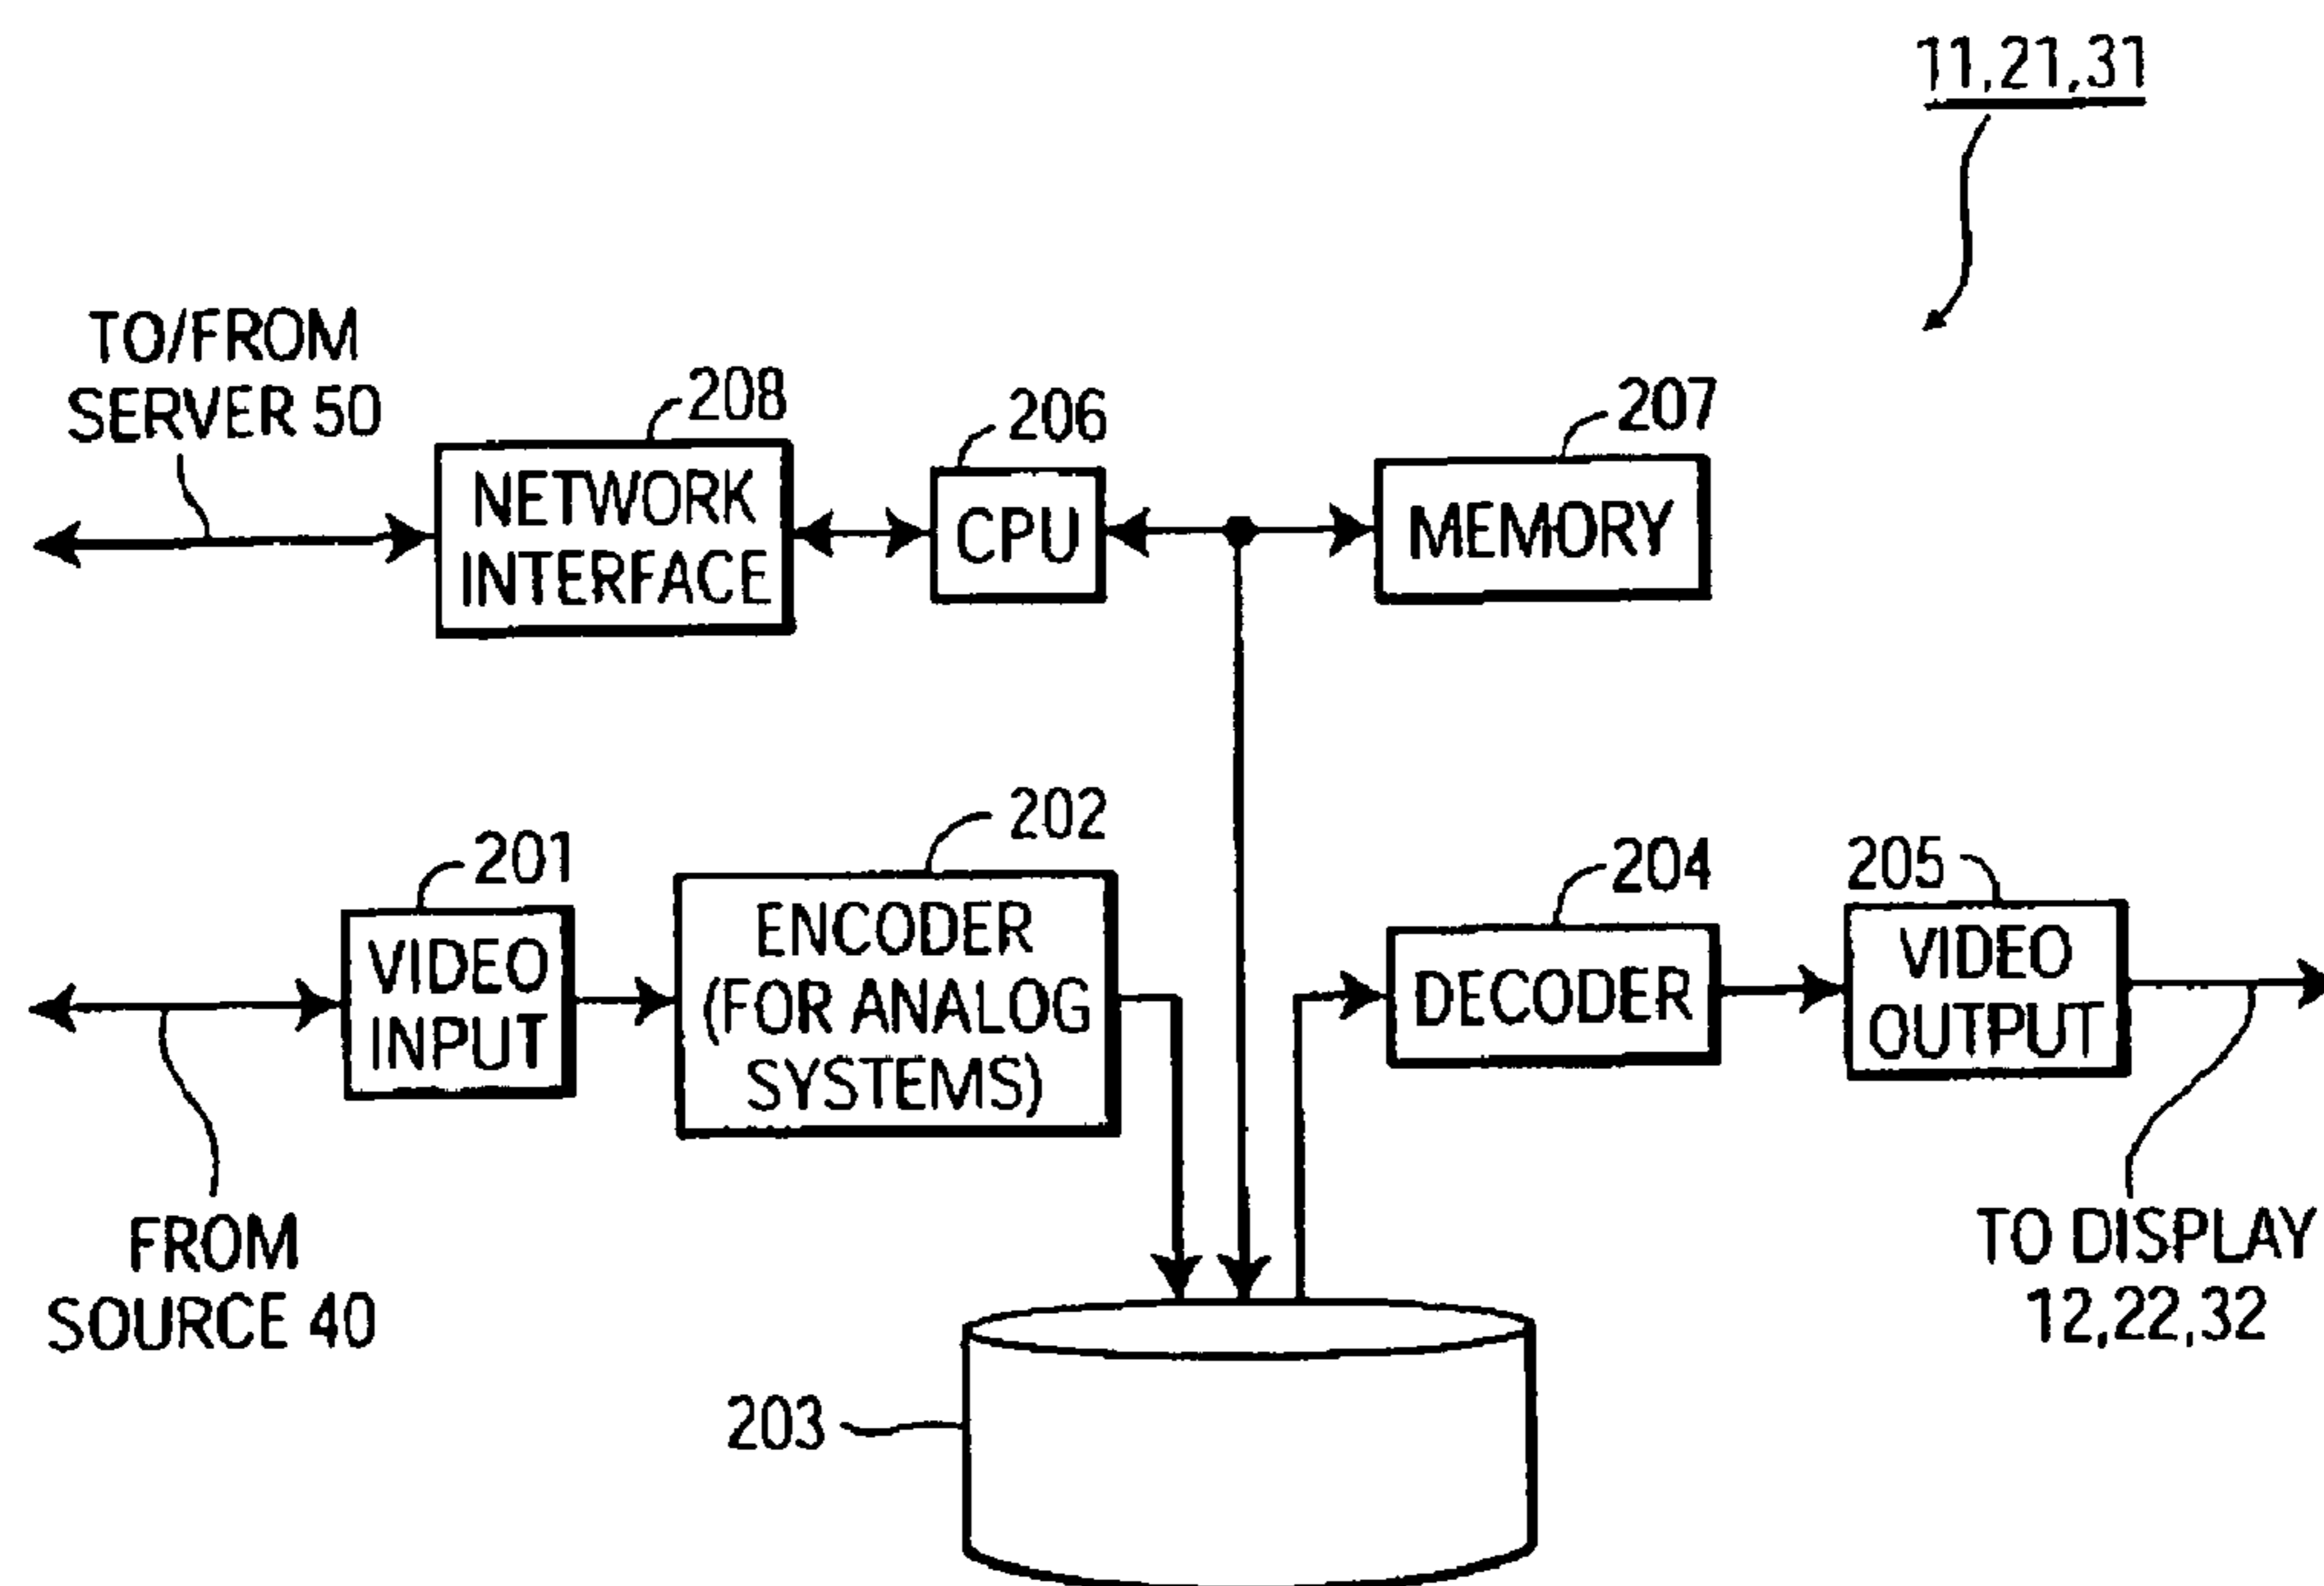 11,21,31
TO/FROM
SERVER 50
208
206
207
NETWORK
INTERFACE
CPU
MEMORY
201
202
204
205
VIDEO
INPUT
ENCODER
(FOR ANALOG
SYSTEMS)
DECODER
VIDEO
OUTPUT
FROM
SOURCE 40
TO DISPLAY
12,22,32
203